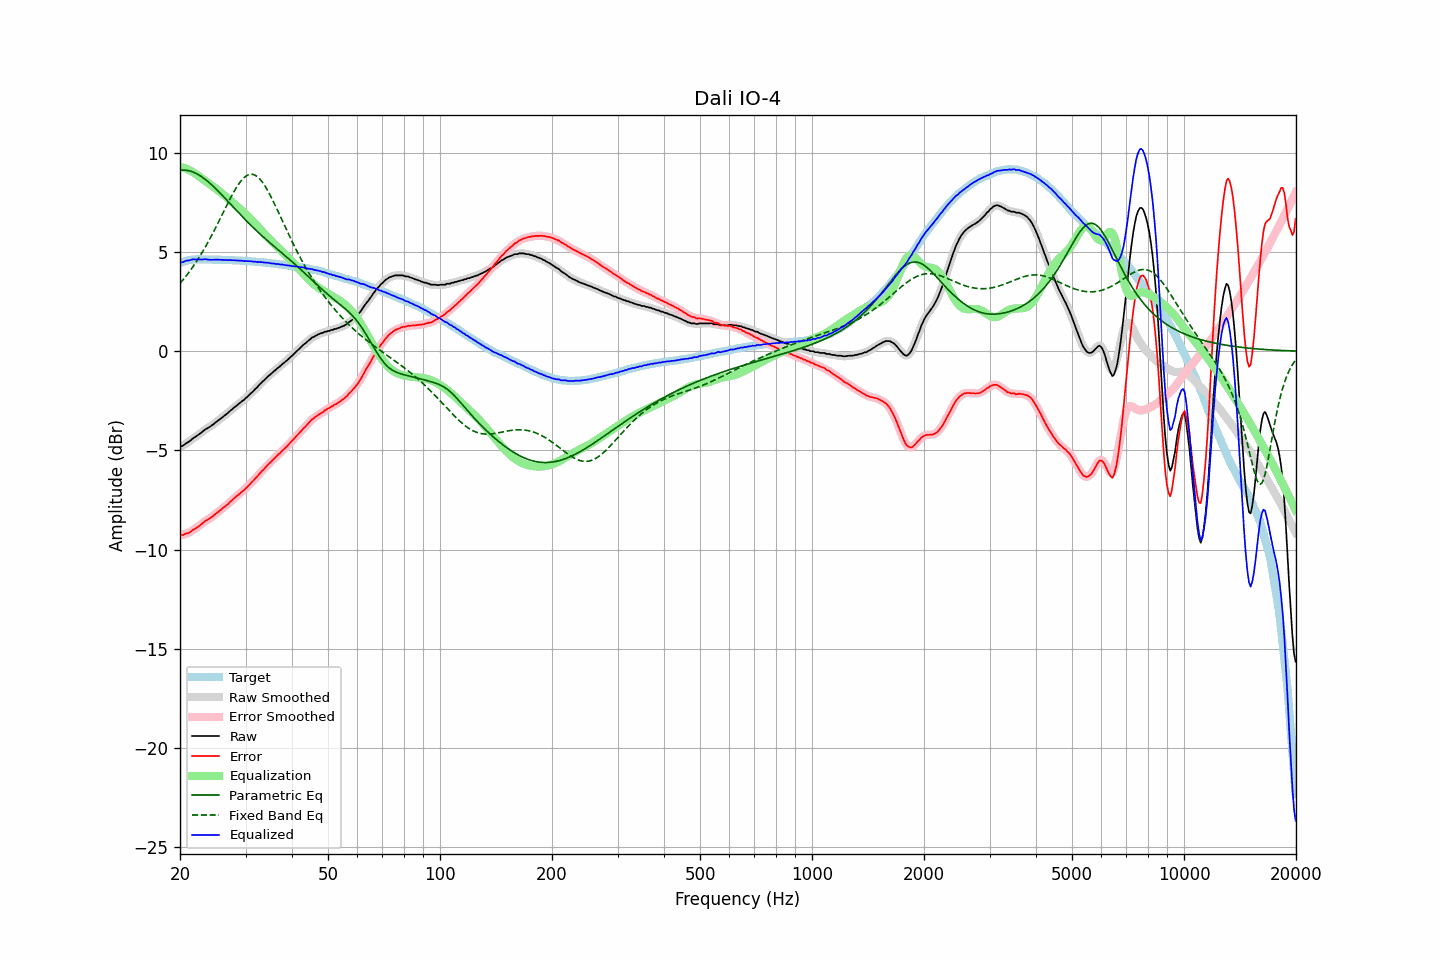 Dali IO-4
Amplitude (dBr)
10
5
0
−5
−10
−15
−20
−25
Target
Raw Smoothed
Error Smoothed
Raw
Error
Equalization
Parametric Eq
Fixed Band Eq
Equalized
20 50 100 200 500 1000 2000 5000 10000 20000
Frequency (Hz)